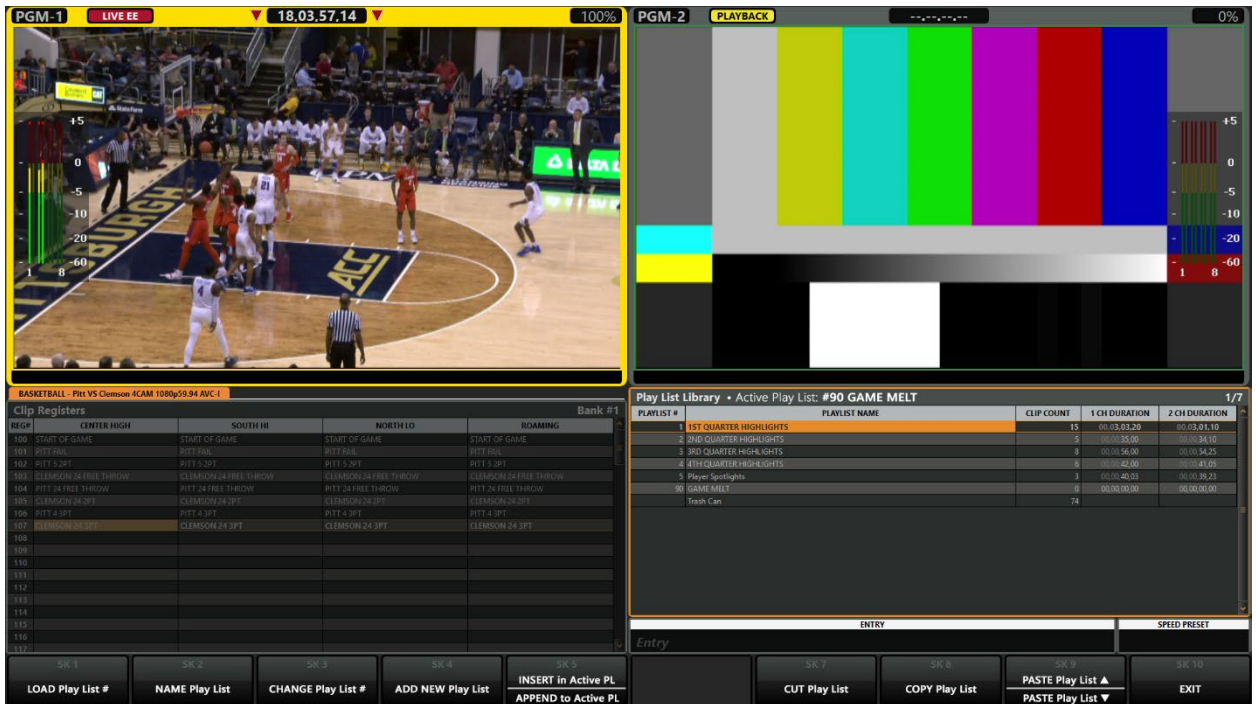 PGM-1 LIVE EE 18.03.57.14 100%
PGM-2 PLAYBACK --.--.--.-- 0%
+5
0
-5
-10
-20
-60
1 8
StateFarm
CAT
DELTA
PITTSBURGH
ACC
21
4
+5
0
-5
-10
-20
-60
1 8
BASKETBALL - Pitt VS Clemson 4CAM 1080p59.94 AVC-I
Clip Registers Bank #1
REG# CENTER HIGH SOUTH HI NORTH LO ROAMING
100 START OF GAME START OF GAME START OF GAME START OF GAME
101 PITT FAIL PITT FAIL PITT FAIL PITT FAIL
102 PITT 5 2PT PITT 5 2PT PITT 5 2PT PITT 5 2PT
103 CLEMSON 24 FREE THROW CLEMSON 24 FREE THROW CLEMSON 24 FREE THROW CLEMSON 24 FREE THROW
104 PITT 24 FREE THROW PITT 24 FREE THROW PITT 24 FREE THROW PITT 24 FREE THROW
105 CLEMSON 24 2PT CLEMSON 24 2PT CLEMSON 24 2PT CLEMSON 24 2PT
106 PITT 4 3PT PITT 4 3PT PITT 4 3PT PITT 4 3PT
107 CLEMSON 24 3PT CLEMSON 24 3PT CLEMSON 24 3PT CLEMSON 24 3PT
108
109
110
111
112
113
114
115
116
117
Play List Library • Active Play List: #90 GAME MELT 1/7
PLAYLIST # PLAYLIST NAME CLIP COUNT 1 CH DURATION 2 CH DURATION
1 1ST QUARTER HIGHLIGHTS 15 00.03.03,20 00.03.01,10
2 2ND QUARTER HIGHLIGHTS 5 00,00,35,00 00,00,34,10
3 3RD QUARTER HIGHLIGHTS 8 00,00,56,00 00,00,54,25
4 4TH QUARTER HIGHLIGHTS 6 00,00,42,00 00,00,41,05
5 Player Spotlights 3 00,00,40,03 00,00,39,23
90 GAME MELT 0 00,00,00,00 00,00,00,00
Trash Can 74
ENTRY SPEED PRESET
Entry
SK 1 SK 2 SK 3 SK 4 SK 5 SK 7 SK 8 SK 9 SK 10
LOAD Play List # NAME Play List CHANGE Play List # ADD NEW Play List INSERT in Active PL
APPEND to Active PL
CUT Play List COPY Play List PASTE Play List ▲
PASTE Play List ▼
EXIT